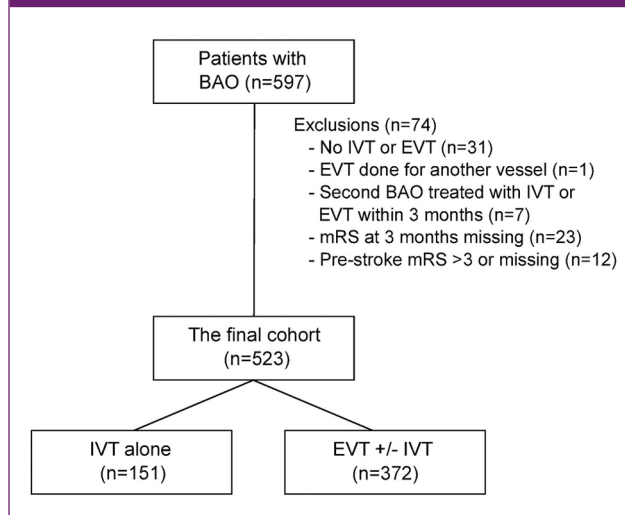 Patients with
BAO (n=597)
Exclusions (n=74)
- No IVT or EVT (n=31)
- EVT done for another vessel (n=1)
- Second BAO treated with IVT or
EVT within 3 months (n=7)
- mRS at 3 months missing (n=23)
- Pre-stroke mRS >3 or missing (n=12)
The final cohort
(n=523)
IVT alone
(n=151)
EVT +/- IVT
(n=372)